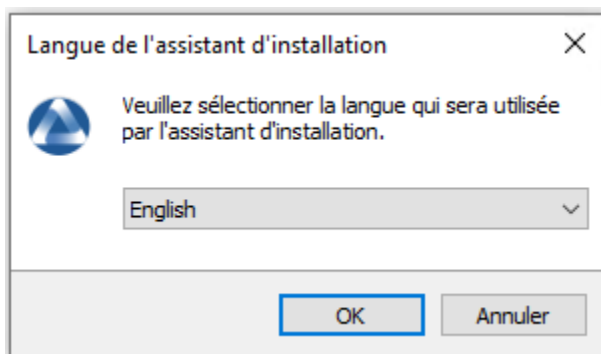 Langue de l'assistant d'installation
Veuillez sélectionner la langue qui sera utilisée
par l'assistant d'installation.
English
OK
Annuler